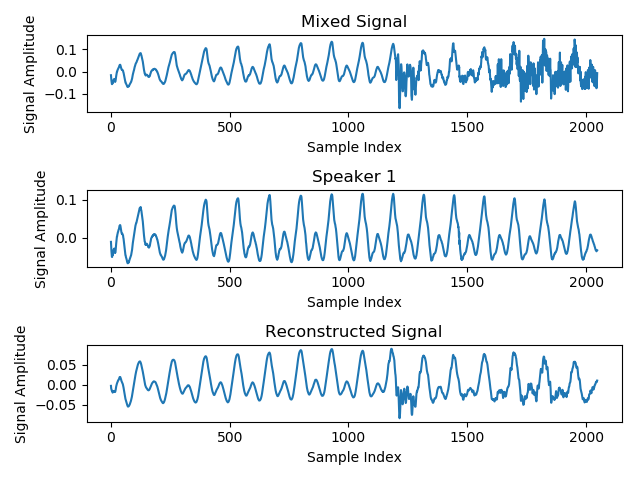 Mixed Signal
Signal Amplitude
0.1
0.0
−0.1
0
500
1000
1500
2000
Sample Index
Speaker 1
Signal Amplitude
0.1
0.0
0
500
1000
1500
2000
Sample Index
Reconstructed Signal
Signal Amplitude
0.05
0.00
−0.05
0
500
1000
1500
2000
Sample Index